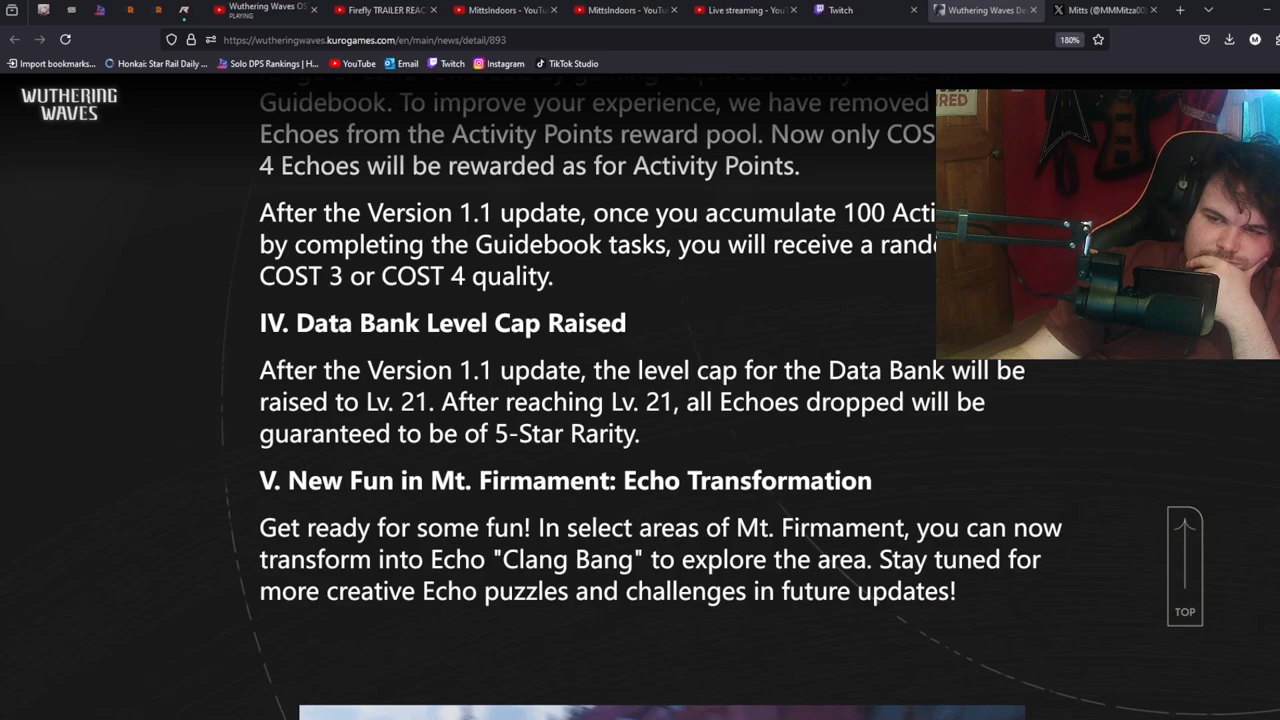 Wuthering Waves OS
PLAYING
Firefly TRAILER REAC
MittsIndoors - YouTu
MittsIndoors - YouTu
Live streaming - YouT
Twitch
Wuthering Waves De
Mitts (@MMMitza00)
https://wutheringwaves.kurogames.com/en/main/news/detail/893
180%
Import bookmarks...
Honkai: Star Rail Daily ...
Solo DPS Rankings | H...
YouTube
Email
Twitch
Instagram
TikTok Studio
WUTHERING
WAVES
Guidebook. To improve your experience, we have removed
Echoes from the Activity Points reward pool. Now only COS
4 Echoes will be rewarded as for Activity Points.
After the Version 1.1 update, once you accumulate 100 Acti
by completing the Guidebook tasks, you will receive a rand
COST 3 or COST 4 quality.
IV. Data Bank Level Cap Raised
After the Version 1.1 update, the level cap for the Data Bank will be
raised to Lv. 21. After reaching Lv. 21, all Echoes dropped will be
guaranteed to be of 5-Star Rarity.
V. New Fun in Mt. Firmament: Echo Transformation
Get ready for some fun! In select areas of Mt. Firmament, you can now
transform into Echo "Clang Bang" to explore the area. Stay tuned for
more creative Echo puzzles and challenges in future updates!
TOP